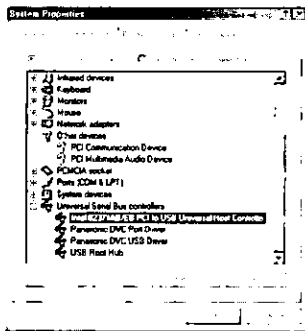 System Properties
Infrared devices
Keyboard
Monitors
Mouse
Network adapters
Other devices
PCI Communication Device
PCI Multimedia Audio Device
PCMCIA socket
Ports (COM & LPT)
System devices
Universal Serial Bus controllers
PCI to USB Universal Host Controller
Panasonic DVC Port Driver
Panasonic DVC USB Driver
USB Root Hub